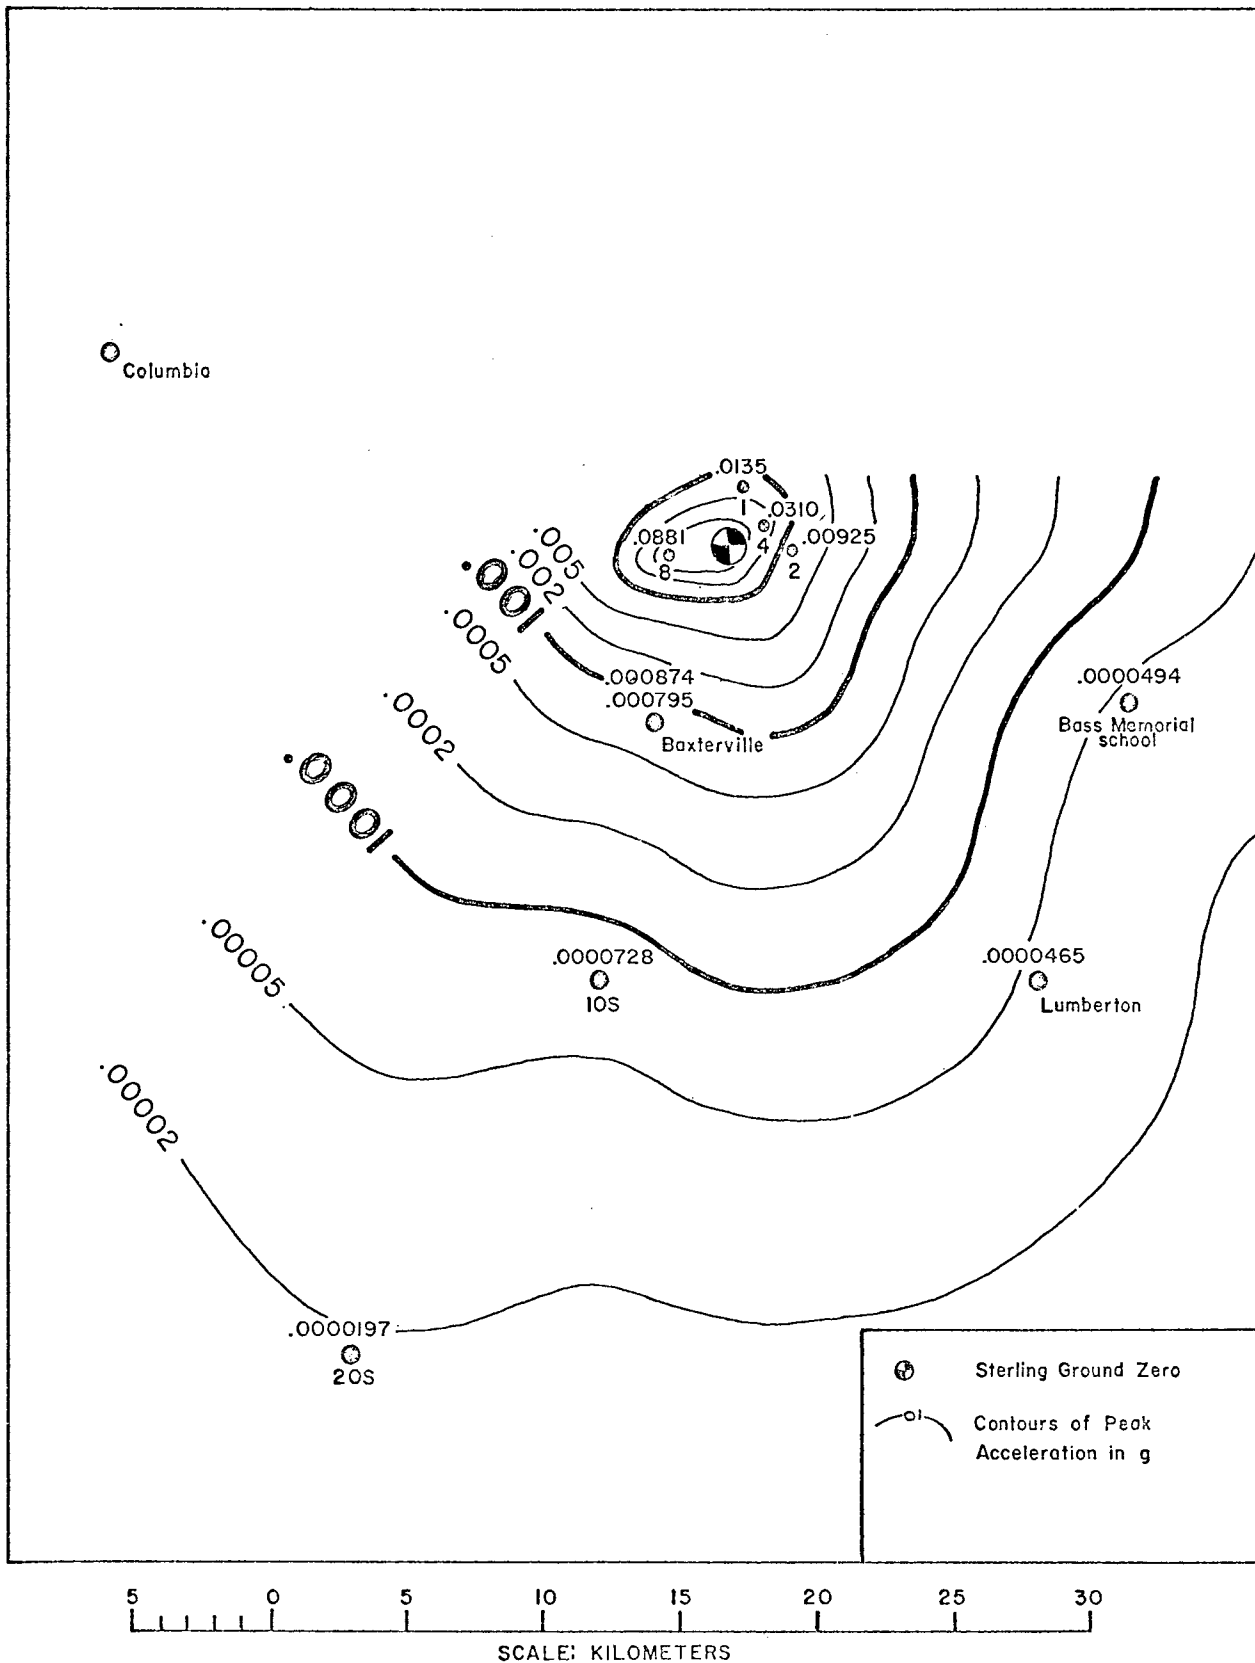 Columbia
.0135
1
.0310
4
.00925
2
.0881
8
.005
.002
.001
.0005
.000874
.000795
Baxterville
.0000494
Bass Memorial
school
.0002
.0001
.0000728
10S
.0000465
Lumberton
.00005
.00002
.0000197
20S
Sterling Ground Zero
.01
Contours of Peak
Acceleration in g
5 0 5 10 15 20 25 30
SCALE: KILOMETERS